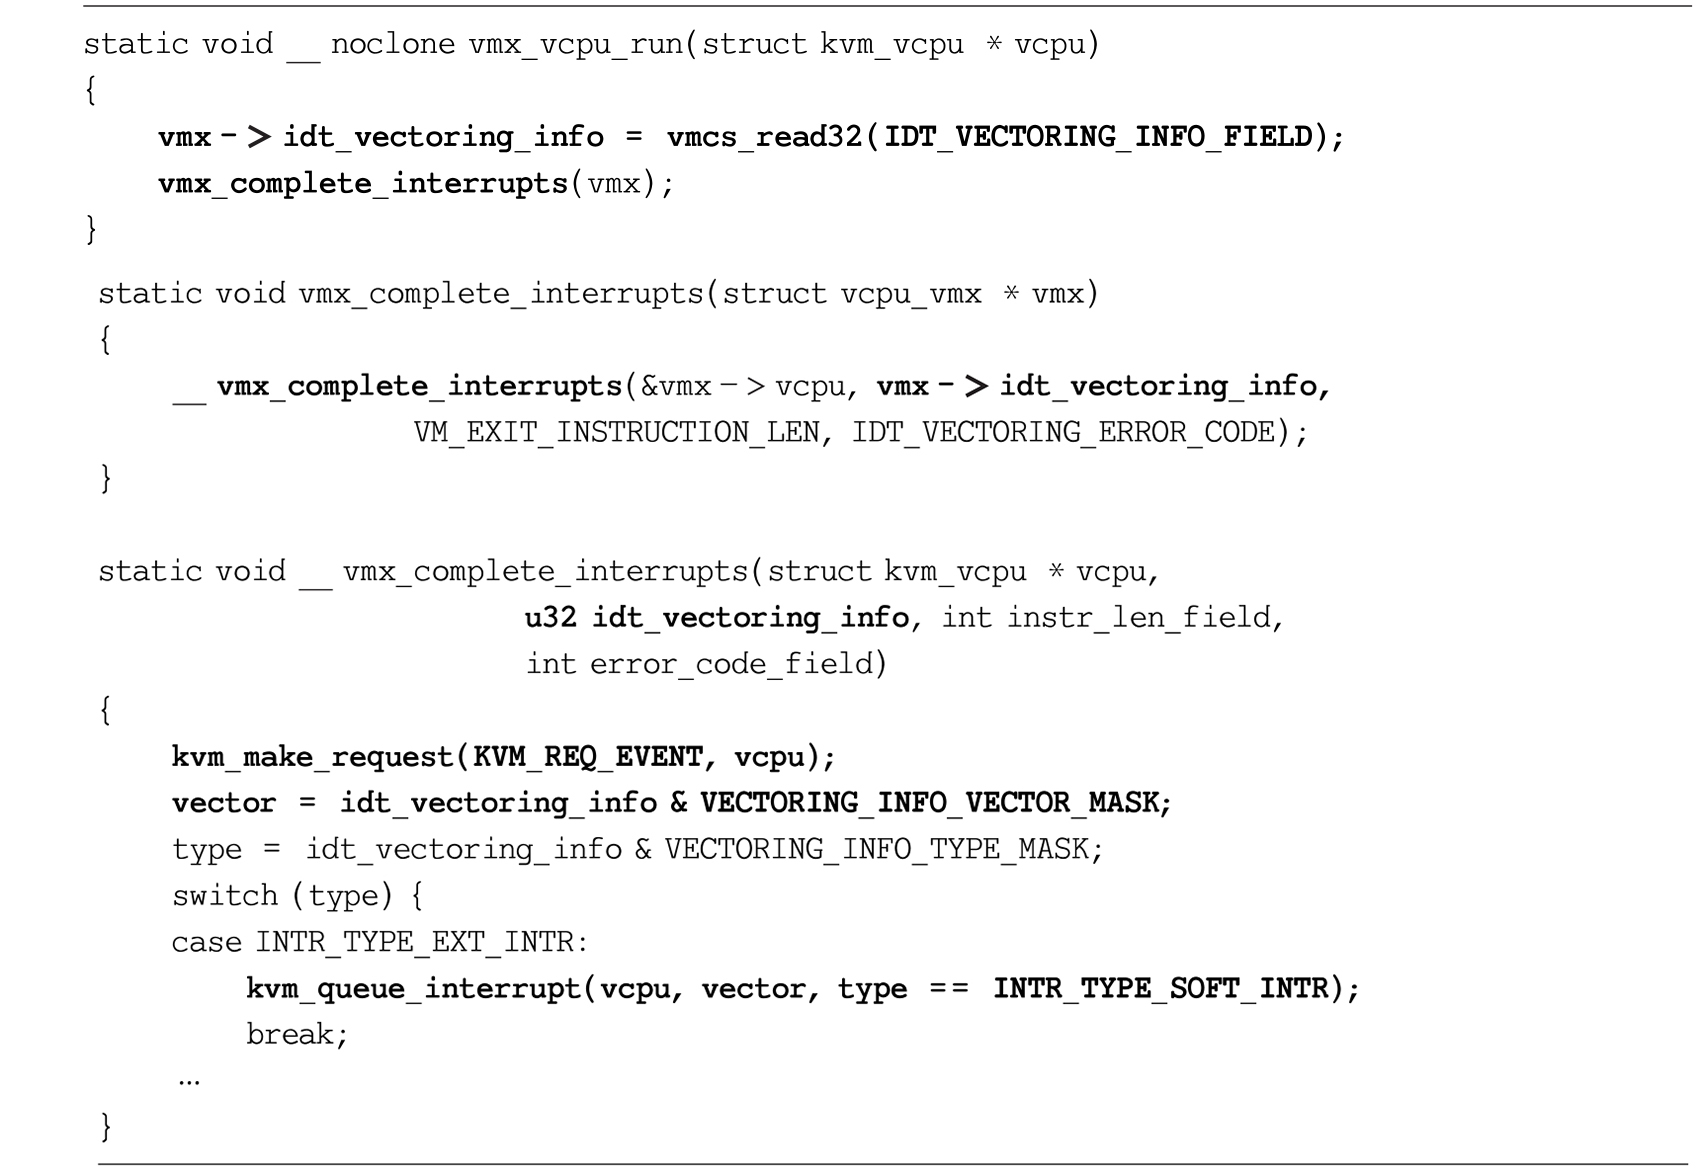 static void __ noclone vmx_vcpu_run(struct kvm_vcpu * vcpu)
{
vmx -> idt_vectoring_info = vmcs_read32(IDT_VECTORING_INFO_FIELD);
vmx_complete_interrupts(vmx);
}
static void vmx_complete_interrupts(struct vcpu_vmx * vmx)
{
__ vmx_complete_interrupts(&vmx -> vcpu, vmx -> idt_vectoring_info,
VM_EXIT_INSTRUCTION_LEN, IDT_VECTORING_ERROR_CODE);
}
static void __ vmx_complete_interrupts(struct kvm_vcpu * vcpu,
u32 idt_vectoring_info, int instr_len_field,
int error_code_field)
{
kvm_make_request(KVM_REQ_EVENT, vcpu);
vector = idt_vectoring_info & VECTORING_INFO_VECTOR_MASK;
type = idt_vectoring_info & VECTORING_INFO_TYPE_MASK;
switch (type) {
case INTR_TYPE_EXT_INTR:
kvm_queue_interrupt(vcpu, vector, type == INTR_TYPE_SOFT_INTR);
break;
…
}